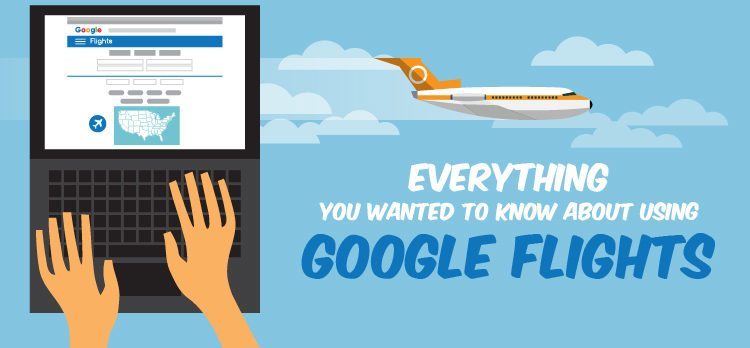 Google
Flights
EVERYTHING
YOU WANTED TO KNOW ABOUT USING
GOOGLE FLIGHTS